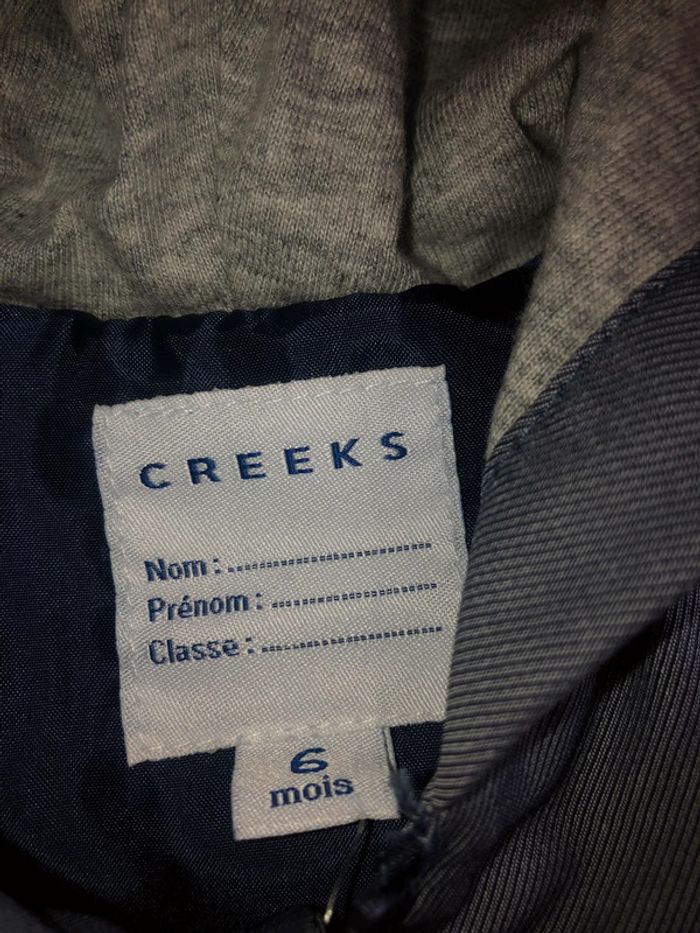 CREEKS
Nom :
Prénom :
Classe :
6
mois